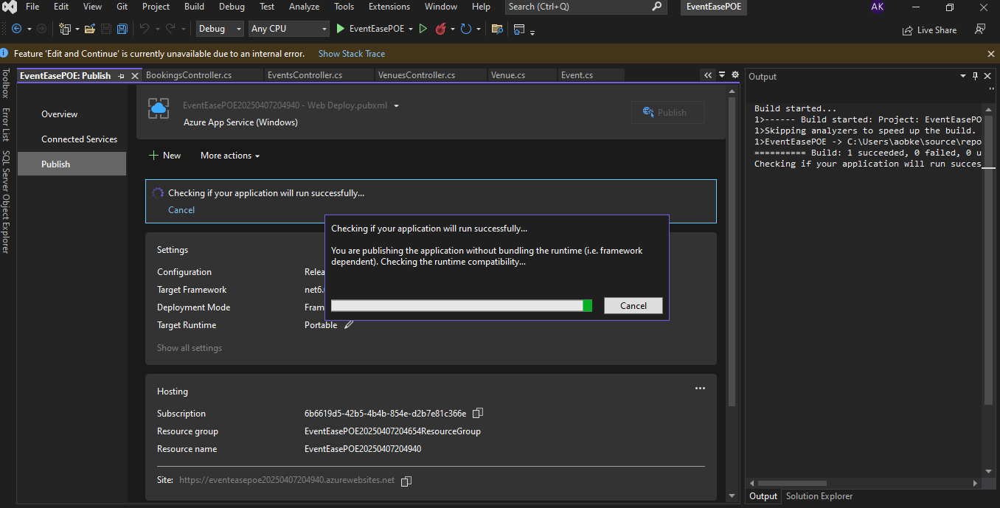 File Edit View Git Project Build Debug Test Analyze Tools Extensions Window Help Search (Ctrl+Q) EventEasePOE AK
Debug Any CPU EventEasePOE Live Share
Feature 'Edit and Continue' is currently unavailable due to an internal error. Show Stack Trace
Toolbox
Error List
SQL Server Object Explorer
EventEasePOE: Publish BookingsController.cs EventsController.cs VenuesController.cs Venue.cs Event.cs
Overview
Connected Services
Publish
EventEasePOE20250407204940 - Web Deploy.pubxml
Azure App Service (Windows)
Publish
New More actions
Checking if your application will run successfully...
Cancel
Checking if your application will run successfully...
You are publishing the application without bundling the runtime (i.e. framework
dependent). Checking the runtime compatibility...
Cancel
Settings
Configuration Relea
Target Framework net6.
Deployment Mode Fram
Target Runtime Portable
Show all settings
Hosting
Subscription 6b6619d5-42b5-4b4b-854e-d2b7e81c366e
Resource group EventEasePOE20250407204654ResourceGroup
Resource name EventEasePOE20250407204940
Site: https://eventeasepoe20250407204940.azurewebsites.net
Output
Build started...
1>------ Build started: Project: EventEasePO
1>Skipping analyzers to speed up the build.
1>EventEasePOE -> C:\Users\aobke\source\repo
========== Build: 1 succeeded, 0 failed, 0 u
Checking if your application will run succes
Output Solution Explorer